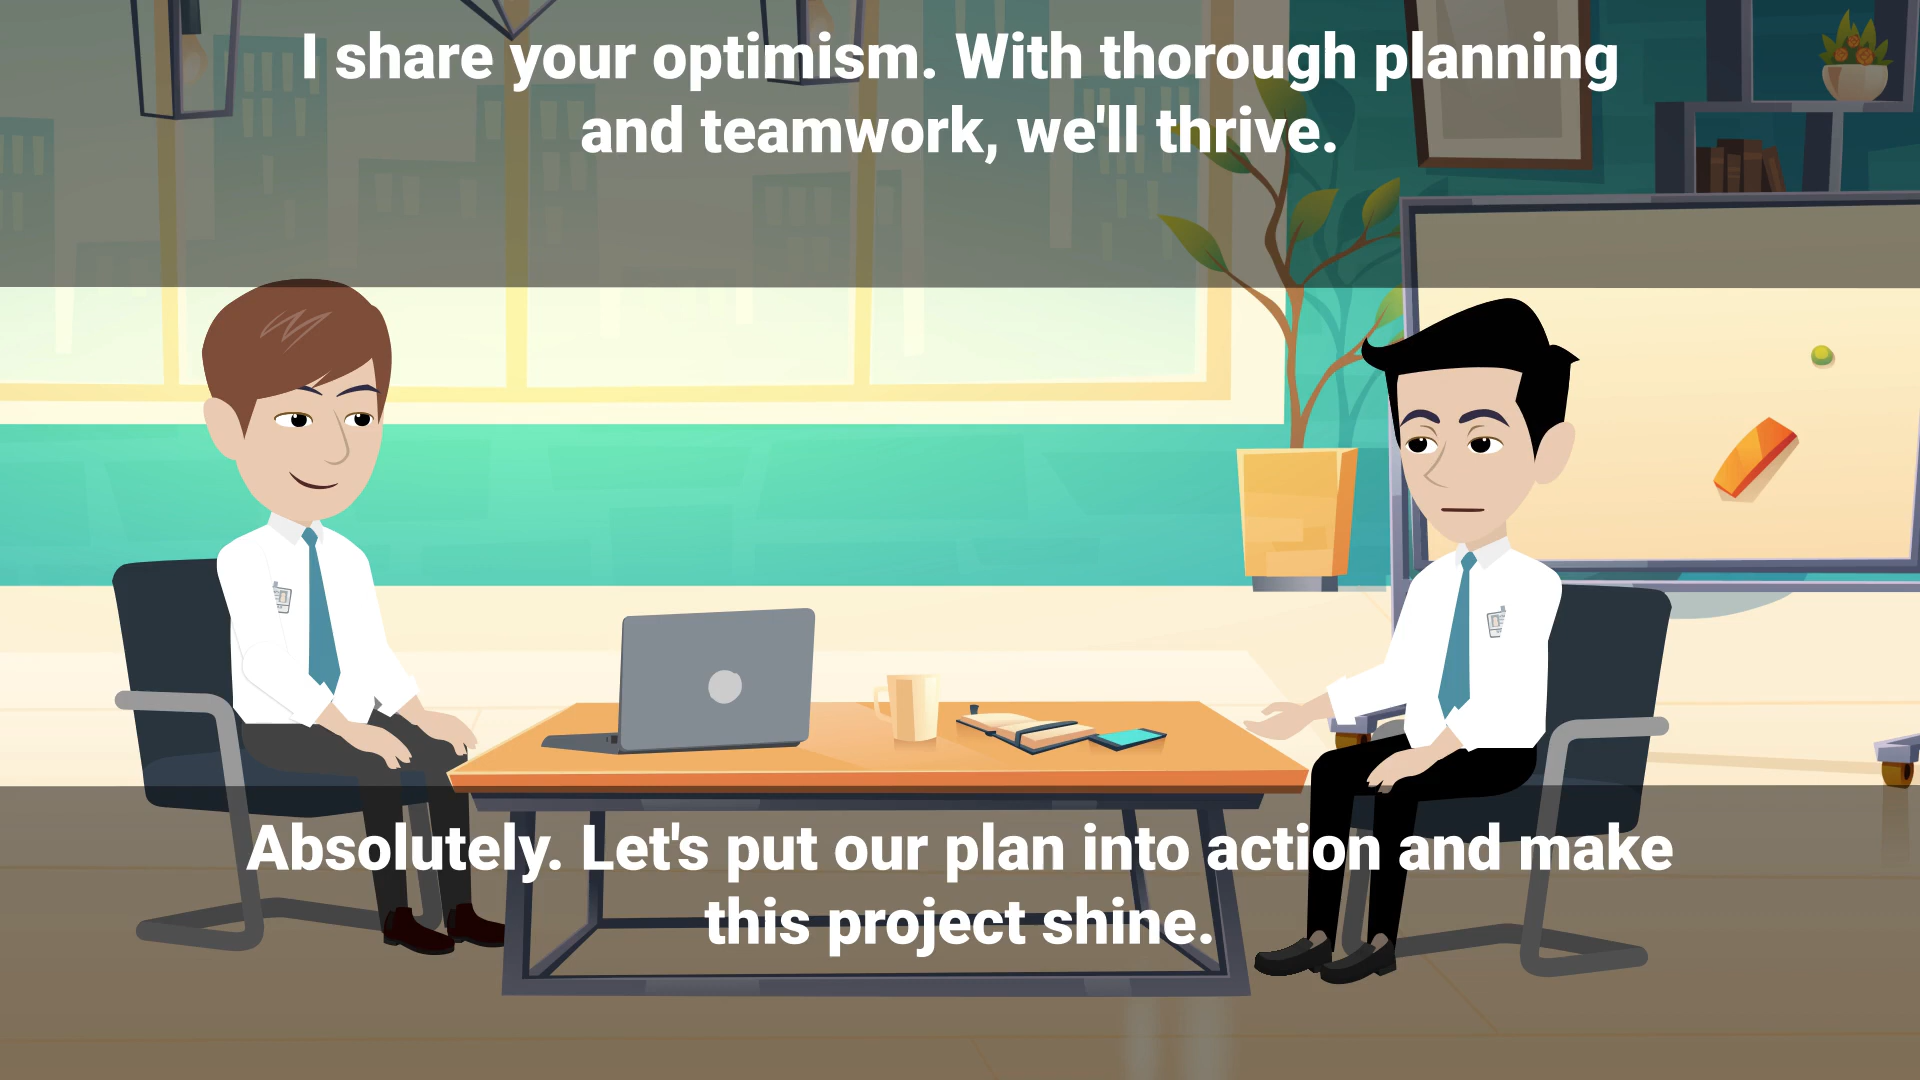 I share your optimism. With thorough planning
and teamwork, we'll thrive.
Absolutely. Let's put our plan into action and make
this project shine.